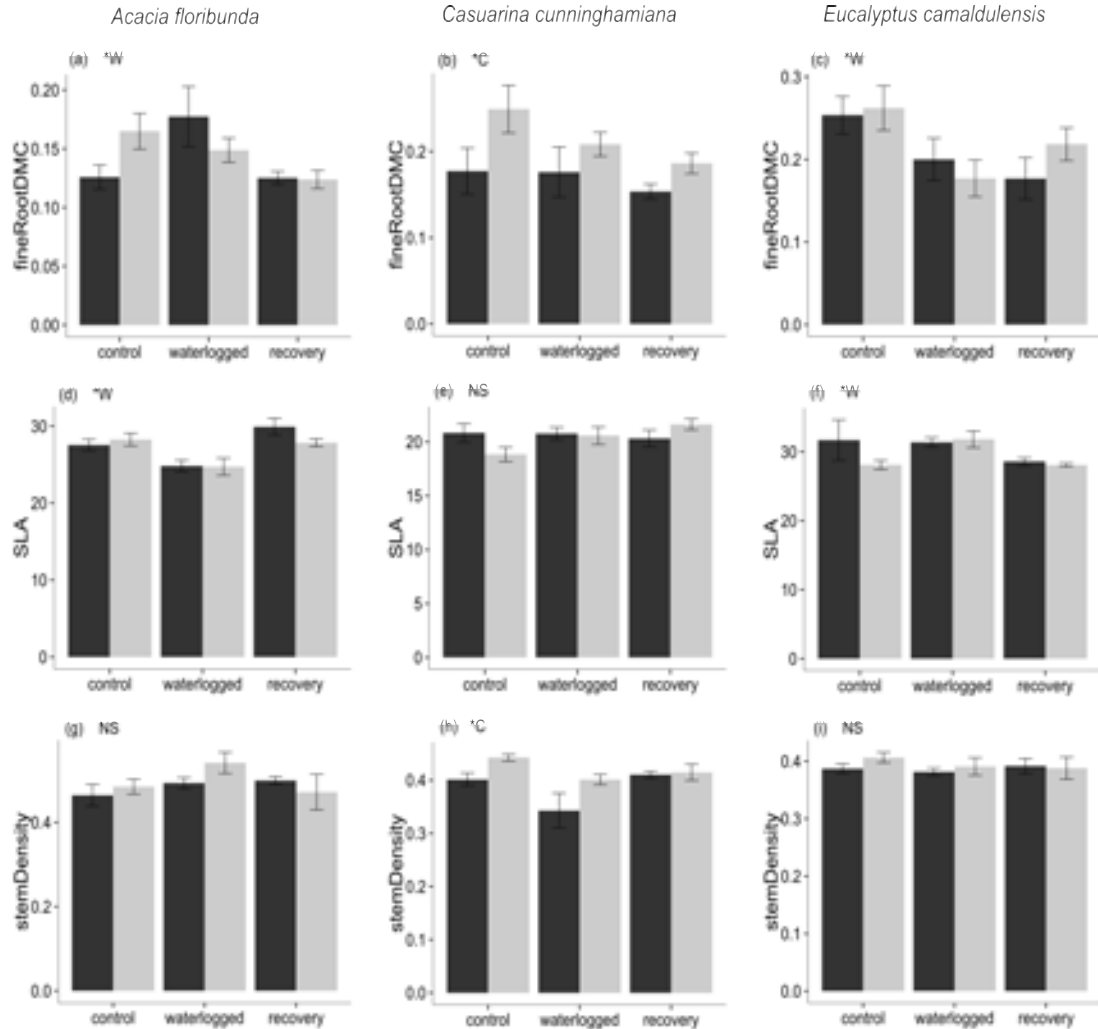 Acacia floribunda
Casuarina cunninghamiana
Eucalyptus camaldulensis
(a) *W
(b) *C
(c) *W
fineRootDMC
0.20
0.15
0.10
0.05
0.00
control waterlogged recovery
fineRootDMC
0.2
0.1
0.0
control waterlogged recovery
fineRootDMC
0.3
0.2
0.1
0.0
control waterlogged recovery
(d) *W
(e) NS
(f) *W
SLA
30
20
10
0
control waterlogged recovery
SLA
20
15
10
5
0
control waterlogged recovery
SLA
30
20
10
0
control waterlogged recovery
(g) NS
(h) *C
(i) NS
stemDensity
0.4
0.2
0.0
control waterlogged recovery
stemDensity
0.4
0.3
0.2
0.1
0.0
control waterlogged recovery
stemDensity
0.4
0.3
0.2
0.1
0.0
control waterlogged recovery